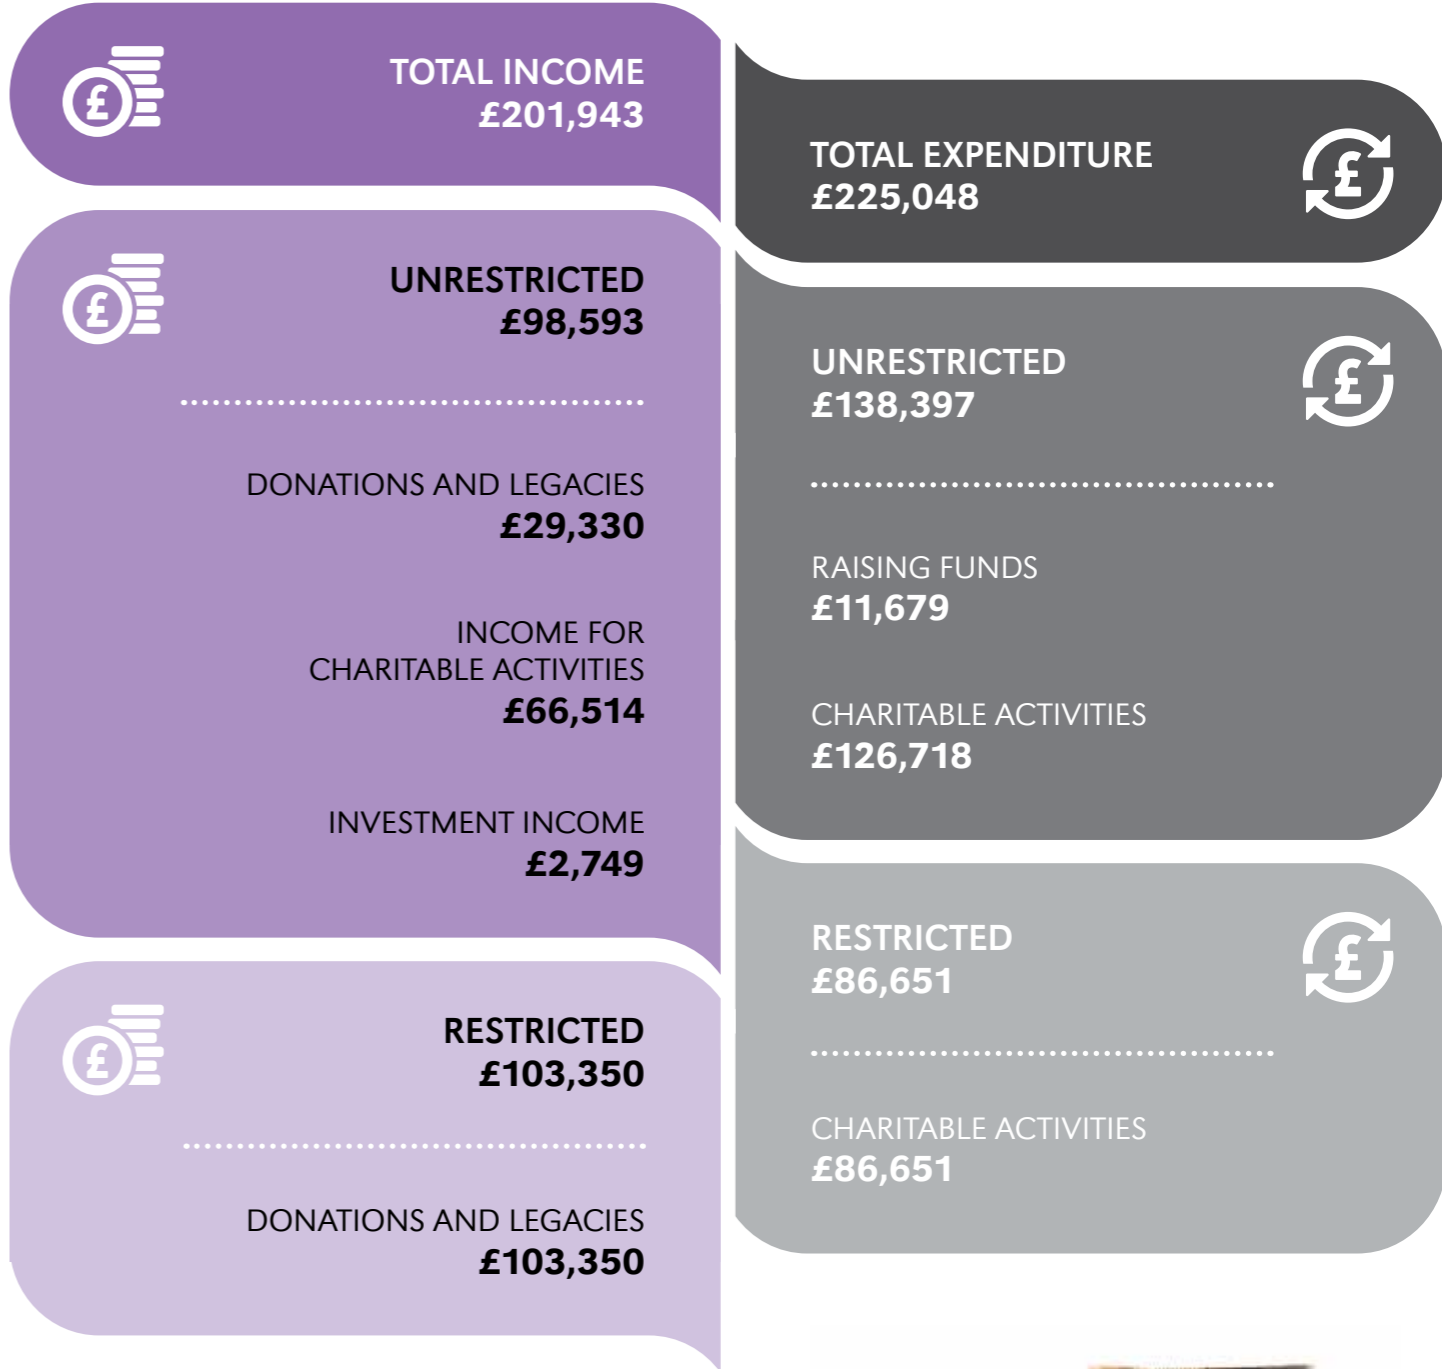 TOTAL INCOME
£201,943
UNRESTRICTED
£98,593
DONATIONS AND LEGACIES
£29,330
INCOME FOR
CHARITABLE ACTIVITIES
£66,514
INVESTMENT INCOME
£2,749
RESTRICTED
£103,350
DONATIONS AND LEGACIES
£103,350
TOTAL EXPENDITURE
£225,048
UNRESTRICTED
£138,397
RAISING FUNDS
£11,679
CHARITABLE ACTIVITIES
£126,718
RESTRICTED
£86,651
CHARITABLE ACTIVITIES
£86,651